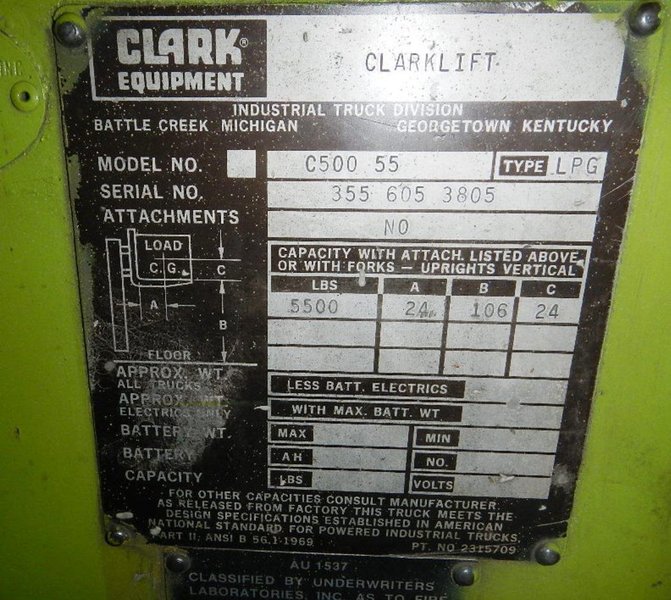 CLARK®
EQUIPMENT
CLARKLIFT
INDUSTRIAL TRUCK DIVISION
BATTLE CREEK MICHIGAN GEORGETOWN KENTUCKY
MODEL NO. C500 55 TYPE LPG
SERIAL NO. 355 605 3805
ATTACHMENTS NO
LOAD
C.G.
C
A
B
FLOOR
CAPACITY WITH ATTACH. LISTED ABOVE
OR WITH FORKS – UPRIGHTS VERTICAL
LBS A B C
5500 24 106 24
APPROX. WT.
ALL TRUCKS LESS BATT. ELECTRICS
APPROX. WT.
ELECTRICS ONLY WITH MAX. BATT. WT
BATTERY WT. MAX MIN
BATTERY AH NO.
CAPACITY LBS VOLTS
FOR OTHER CAPACITIES CONSULT MANUFACTURER
AS RELEASED FROM FACTORY THIS TRUCK MEETS THE
DESIGN SPECIFICATIONS ESTABLISHED IN AMERICAN
NATIONAL STANDARD FOR POWERED INDUSTRIAL TRUCKS,
PART II, ANSI B 56.1-1969 PT. NO 2315709
AU 1537
CLASSIFIED BY UNDERWRITERS
LABORATORIES, INC. AS TO FIRE